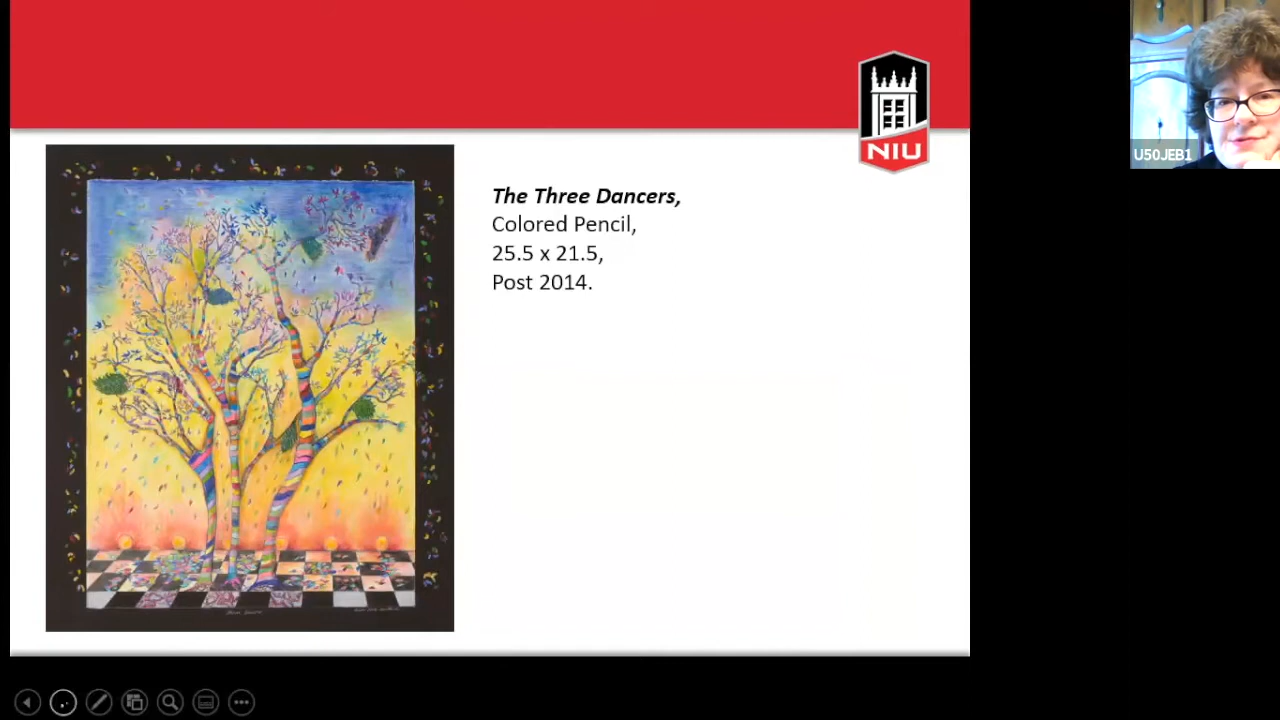 NIU
The Three Dancers,
Colored Pencil,
25.5 x 21.5,
Post 2014.
U50JEB1